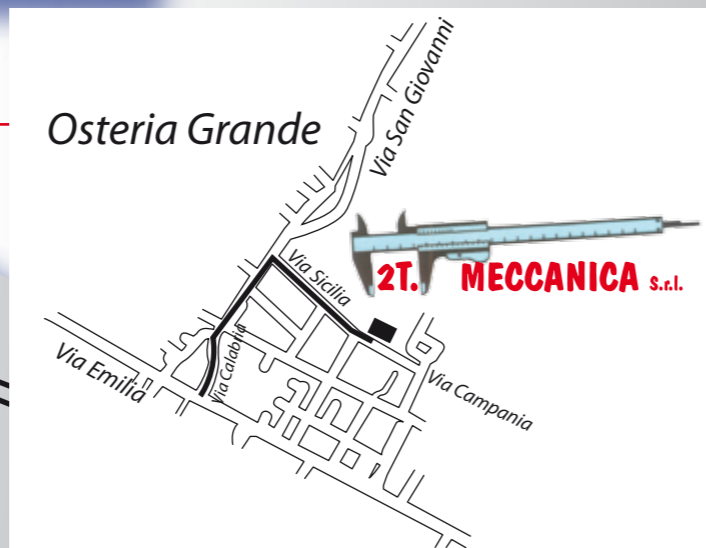 Osteria Grande
Via San Giovanni
2T. MECCANICA S.r.l.
Via Sicilia
Via Calabria
Via Emilia
Via Campania